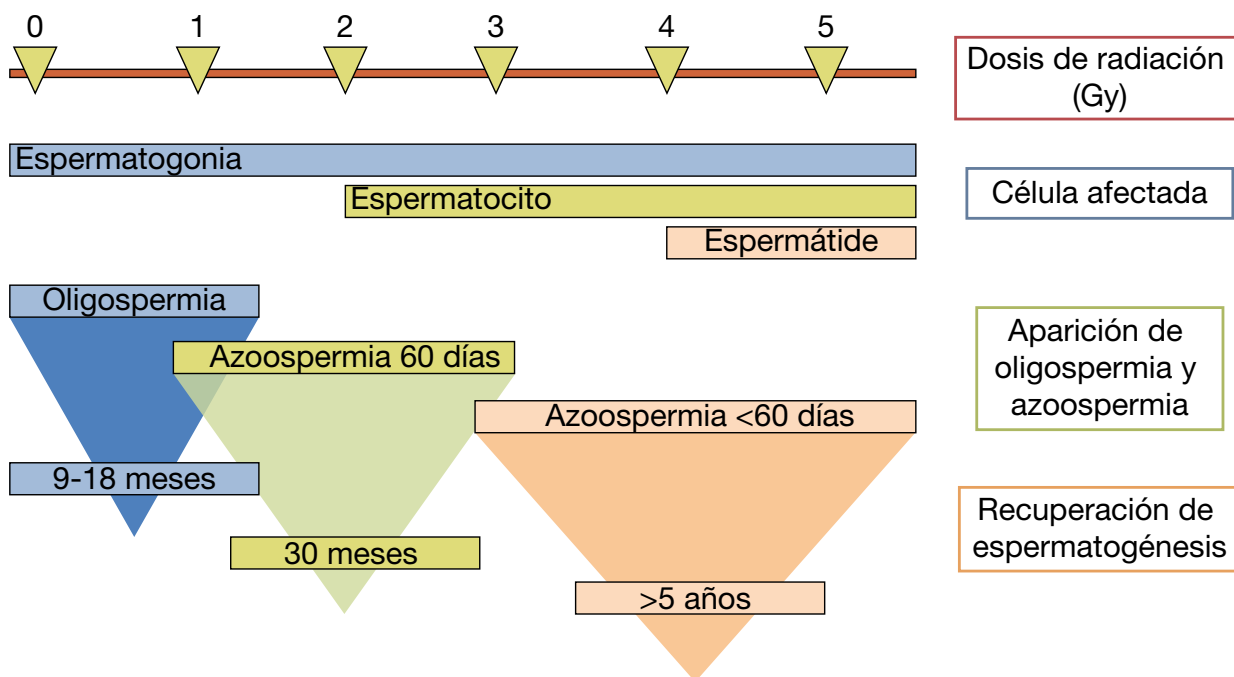 0 1 2 3 4 5
Dosis de radiación
(Gy)
Espermatogonia
Espermatocito
Espermátide
Célula afectada
Oligospermia
Azoospermia 60 días
Azoospermia <60 días
Aparición de
oligospermia y
azoospermia
9-18 meses
30 meses
>5 años
Recuperación de
espermatogénesis